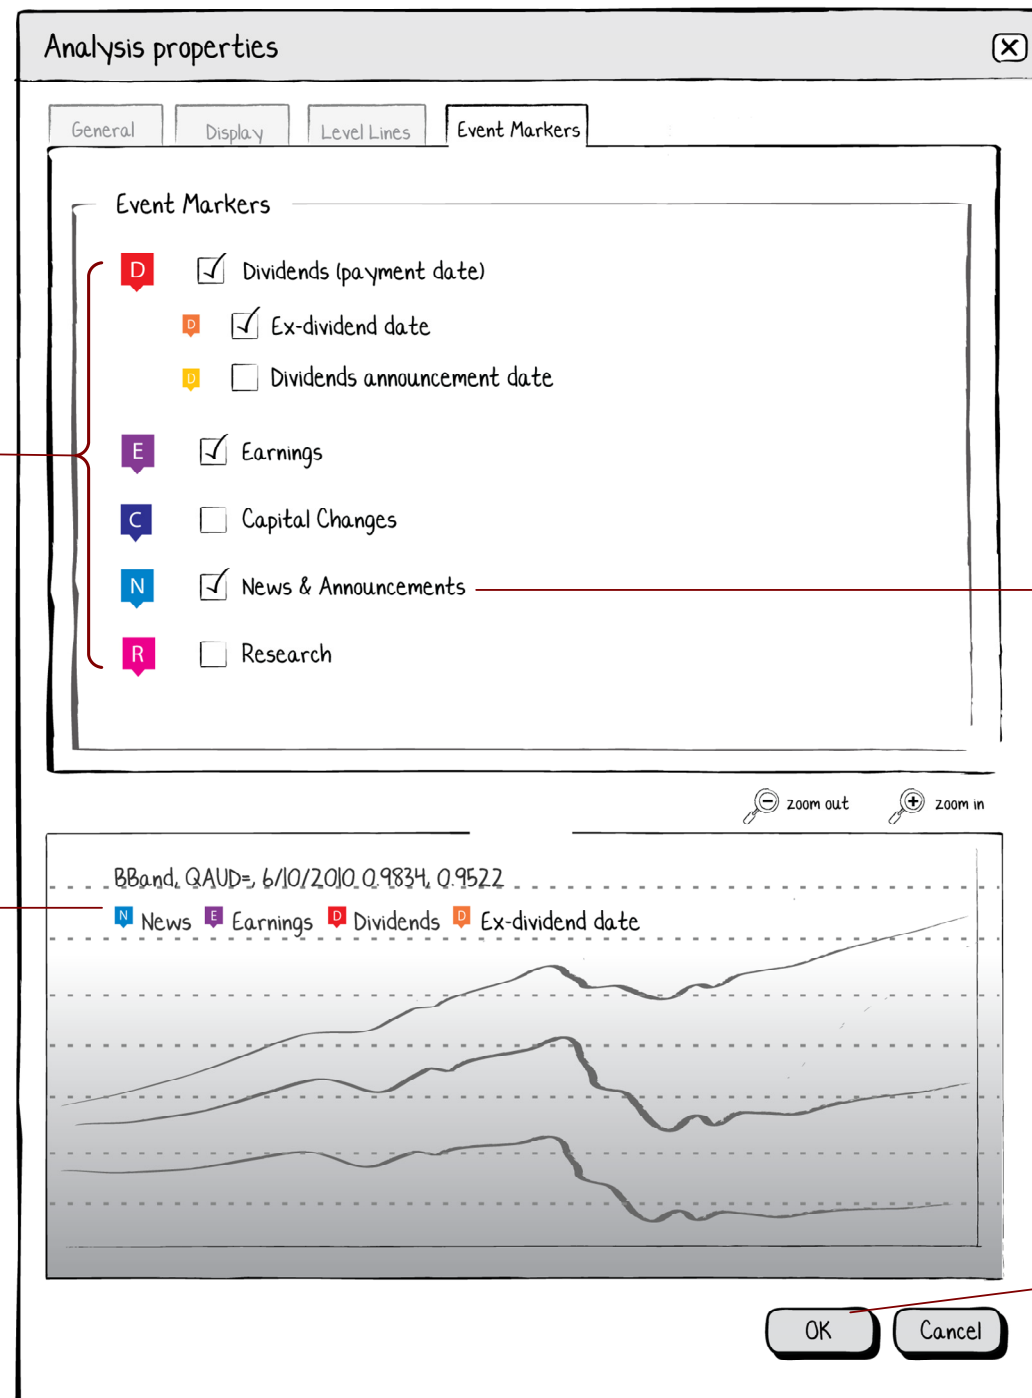 Analysis properties
General Display Level Lines Event Markers
Event Markers
D Dividends (payment date)
D Ex-dividend date
D Dividends announcement date
E Earnings
C Capital Changes
N News & Announcements
R Research
zoom out zoom in
BBand, QAUD=, 6/10/2010 0.9834, 0.9522
N News E Earnings D Dividends D Ex-dividend date
OK Cancel